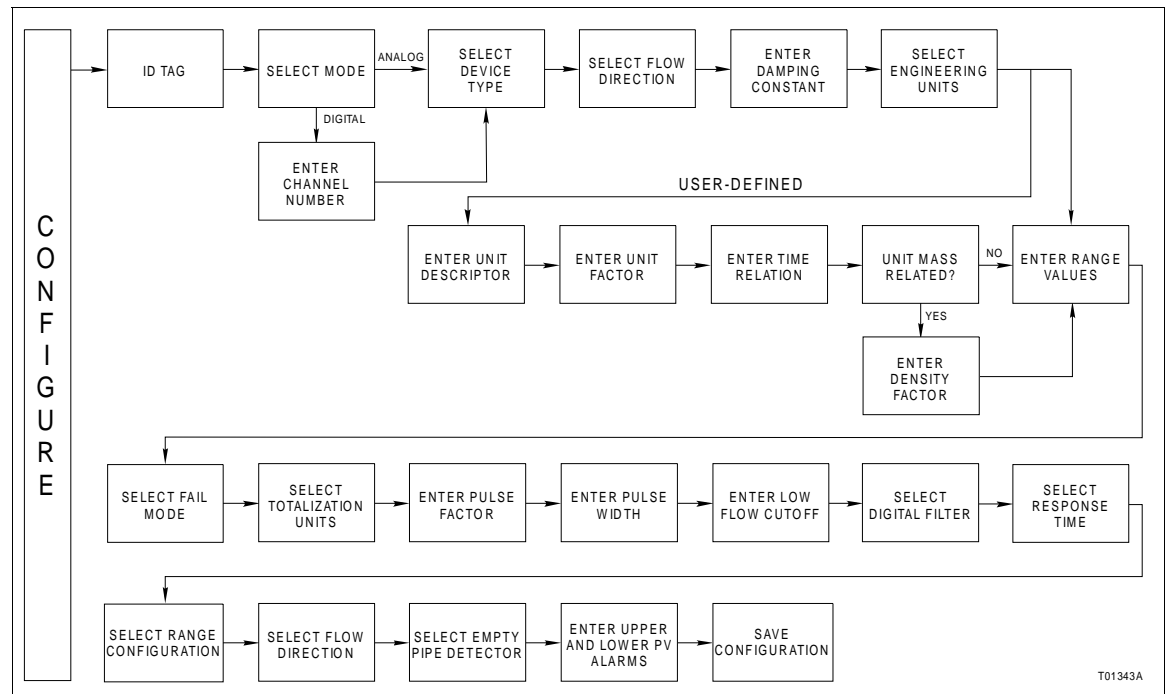 CONFIGURE
ID TAG
SELECT MODE
ANALOG
DIGITAL
ENTER
CHANNEL
NUMBER
SELECT
DEVICE
TYPE
SELECT FLOW
DIRECTION
ENTER
DAMPING
CONSTANT
SELECT
ENGINEERING
UNITS
USER-DEFINED
ENTER UNIT
DESCRIPTOR
ENTER UNIT
FACTOR
ENTER TIME
RELATION
UNIT MASS
RELATED?
NO
YES
ENTER
DENSITY
FACTOR
ENTER RANGE
VALUES
SELECT FAIL
MODE
SELECT
TOTALIZATION
UNITS
ENTER PULSE
FACTOR
ENTER PULSE
WIDTH
ENTER LOW
FLOW CUTOFF
SELECT
DIGITAL FILTER
SELECT
RESPONSE
TIME
SELECT RANGE
CONFIGURATION
SELECT FLOW
DIRECTION
SELECT EMPTY
PIPE DETECTOR
ENTER UPPER
AND LOWER PV
ALARMS
SAVE
CONFIGURATION
T01343A